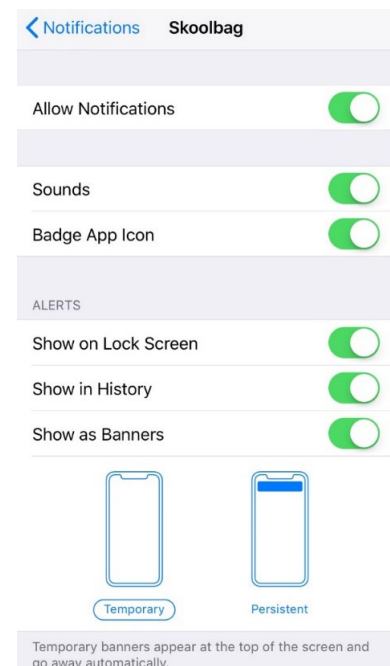 Notifications Skoolbag
Allow Notifications
Sounds
Badge App Icon
ALERTS
Show on Lock Screen
Show in History
Show as Banners
Temporary Persistent
Temporary banners appear at the top of the screen and
go away automatically.